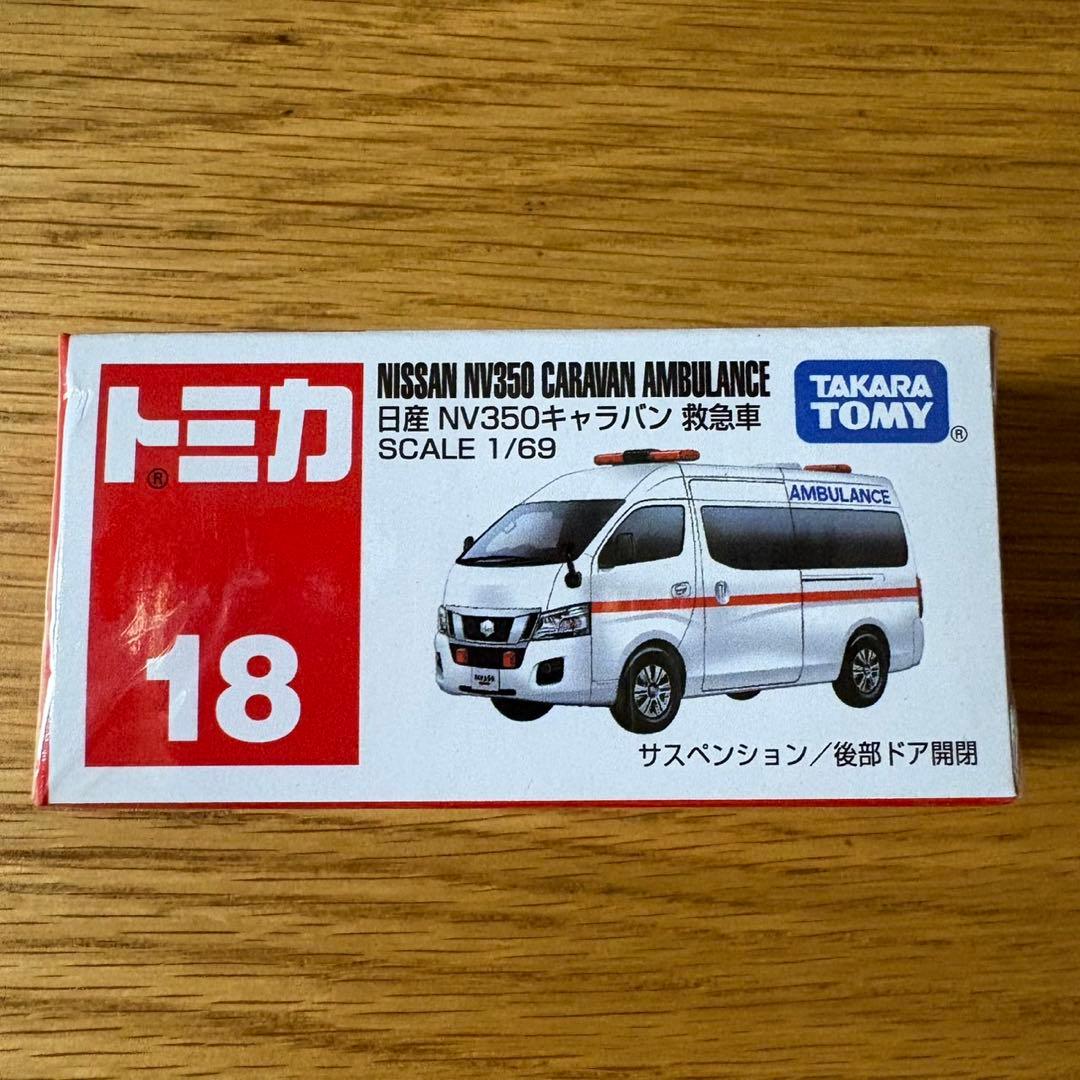 トミカ®
18
NISSAN NV350 CARAVAN AMBULANCE
日産 NV350キャラバン 救急車
SCALE 1/69
TAKARA
TOMY®
AMBULANCE
サスペンション/後部ドア開閉